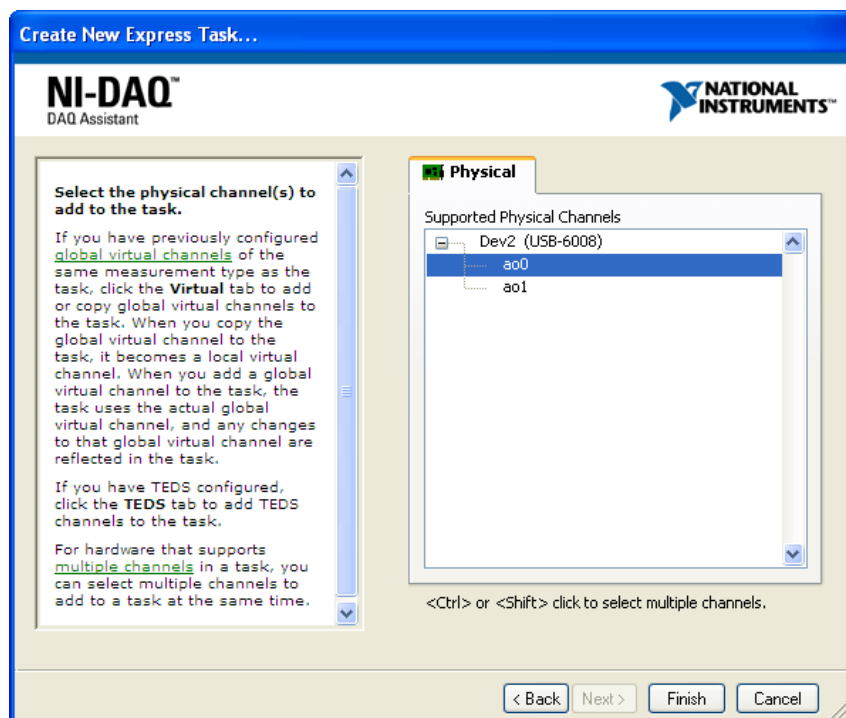 Create New Express Task...
NI-DAQ™
DAQ Assistant
NATIONAL
INSTRUMENTS™
Select the physical channel(s) to
add to the task.
If you have previously configured
global virtual channels of the
same measurement type as the
task, click the Virtual tab to add
or copy global virtual channels to
the task. When you copy the
global virtual channel to the
task, it becomes a local virtual
channel. When you add a global
virtual channel to the task, the
task uses the actual global
virtual channel, and any changes
to that global virtual channel are
reflected in the task.
If you have TEDS configured,
click the TEDS tab to add TEDS
channels to the task.
For hardware that supports
multiple channels in a task, you
can select multiple channels to
add to a task at the same time.
Physical
Supported Physical Channels
Dev2 (USB-6008)
ao0
ao1
<Ctrl> or <Shift> click to select multiple channels.
< Back Next > Finish Cancel